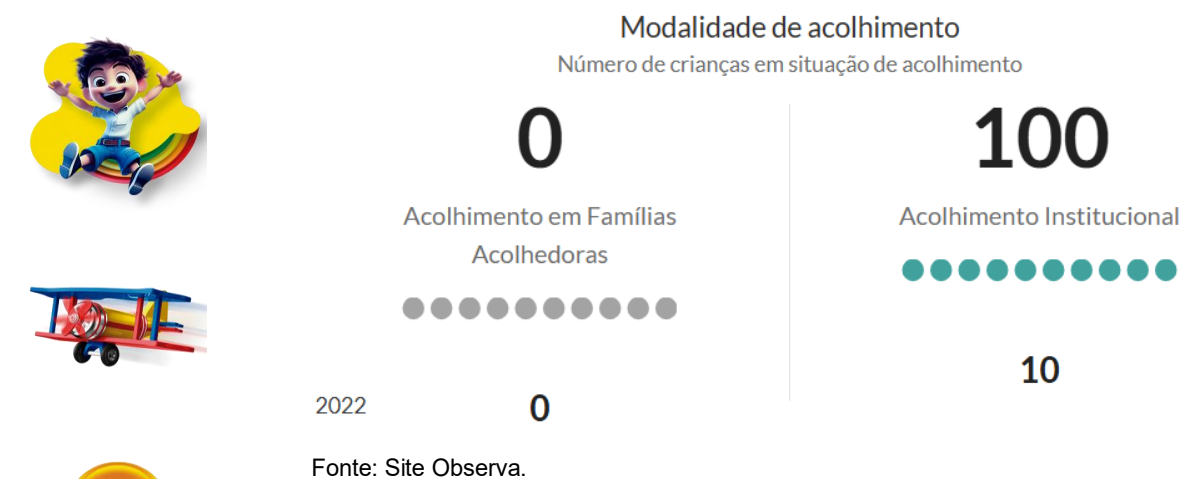 Modalidade de acolhimento
Número de crianças em situação de acolhimento
0
Acolhimento em Famílias
Acolhedoras
100
Acolhimento Institucional
10
2022
0
Fonte: Site Observa.